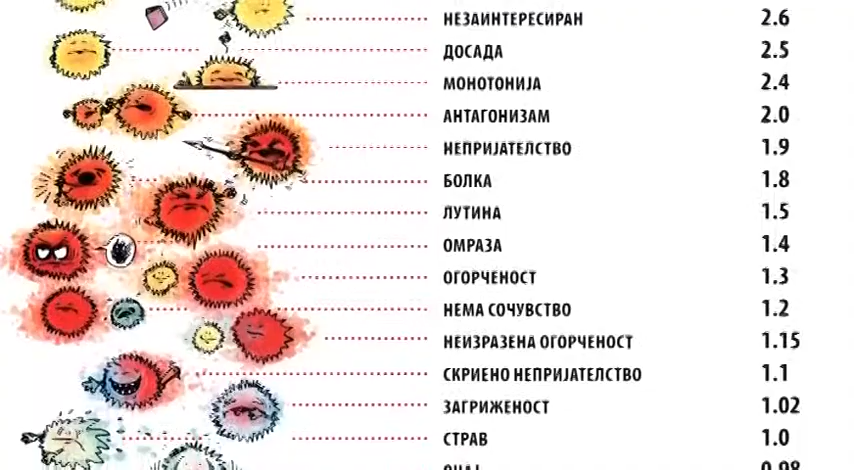 НЕЗАИНТЕРЕСИРАН 2.6
ДОСАДА 2.5
МОНОТОНИЈА 2.4
АНТАГОНИЗАМ 2.0
НЕПРИЈАТЕЛСТВО 1.9
БОЛКА 1.8
ЛУТИНА 1.5
ОМРАЗА 1.4
ОГОРЧЕНОСТ 1.3
НЕМА СОЧУВСТВО 1.2
НЕИЗРАЗЕНА ОГОРЧЕНОСТ 1.15
СКРИЕНО НЕПРИЈАТЕЛСТВО 1.1
ЗАГРИЖЕНОСТ 1.02
СТРАВ 1.0